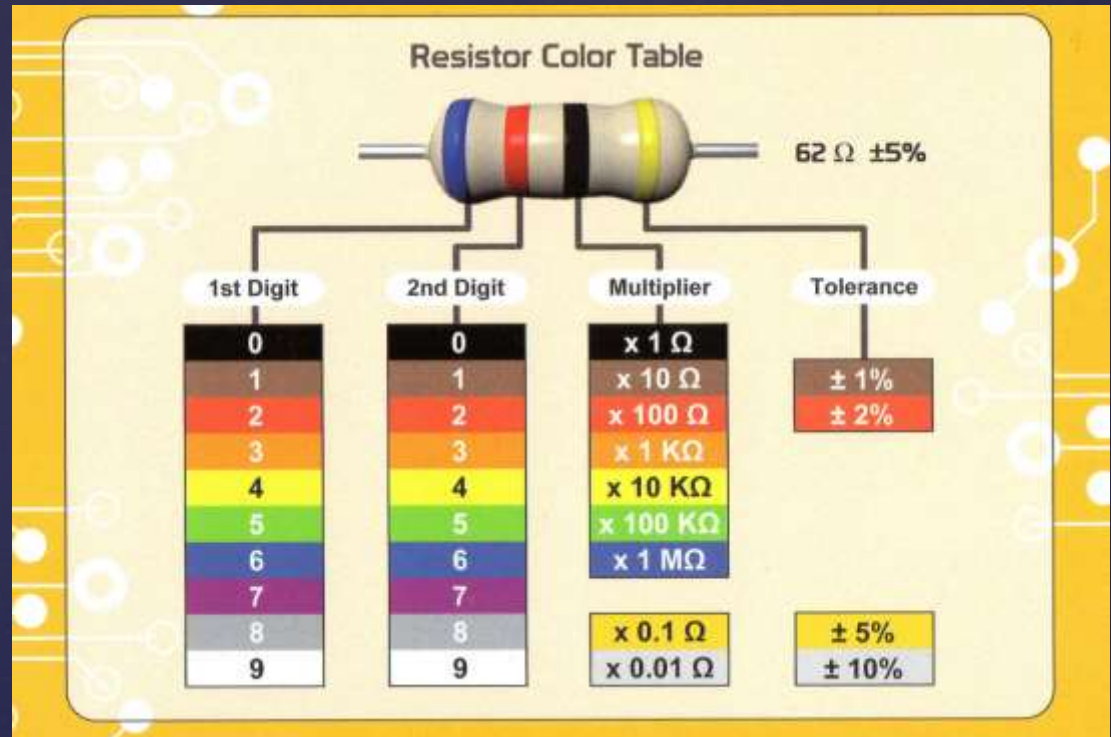 Resistor Color Table
62 Ω ±5%
1st Digit 2nd Digit Multiplier Tolerance
0 0 x 1 Ω
1 1 x 10 Ω ± 1%
2 2 x 100 Ω ± 2%
3 3 x 1 KΩ
4 4 x 10 KΩ
5 5 x 100 KΩ
6 6 x 1 MΩ
7 7
8 8 x 0.1 Ω ± 5%
9 9 x 0.01 Ω ± 10%